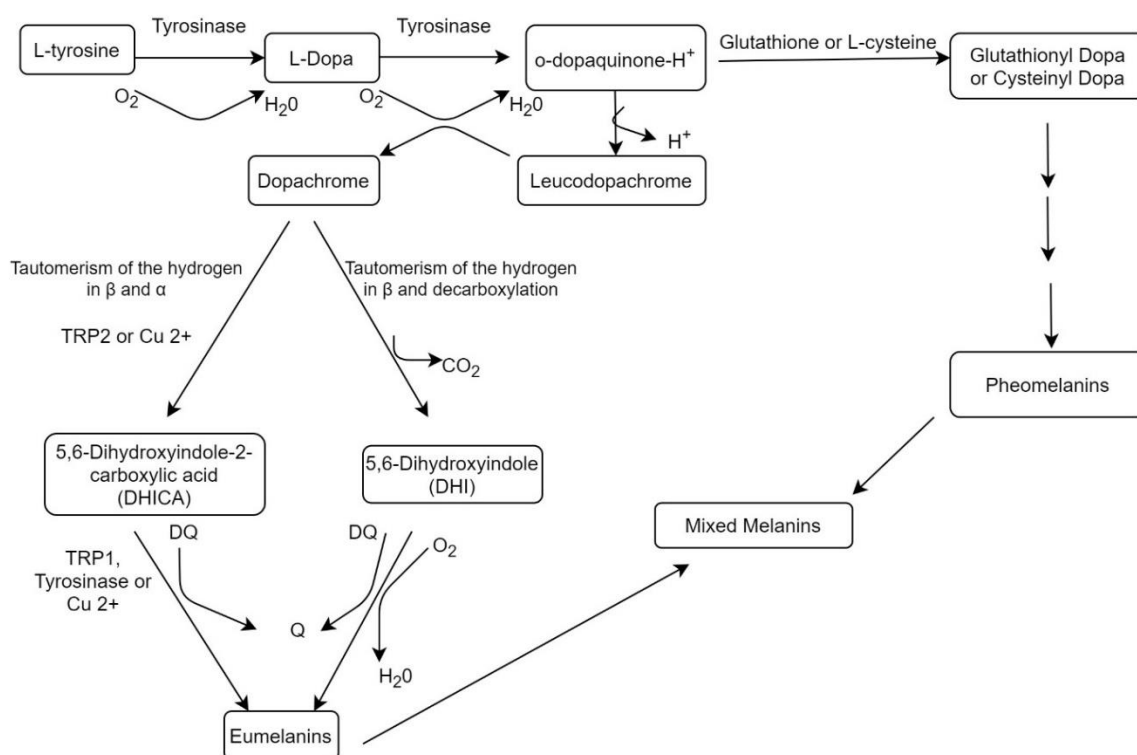 Tyrosinase
Tyrosinase
L-tyrosine
L-Dopa
o-dopaquinone-H+
Glutathione or L-cysteine
Glutathionyl Dopa
or Cysteinyl Dopa
O2
H20
O2
H20
H+
Dopachrome
Leucodopachrome
Tautomerism of the hydrogen
in β and α
Tautomerism of the hydrogen
in β and decarboxylation
TRP2 or Cu 2+
CO2
Pheomelanins
5,6-Dihydroxyindole-2-
carboxylic acid
(DHICA)
5,6-Dihydroxyindole
(DHI)
Mixed Melanins
DQ
DQ
O2
TRP1,
Tyrosinase or
Cu 2+
Q
H20
Eumelanins